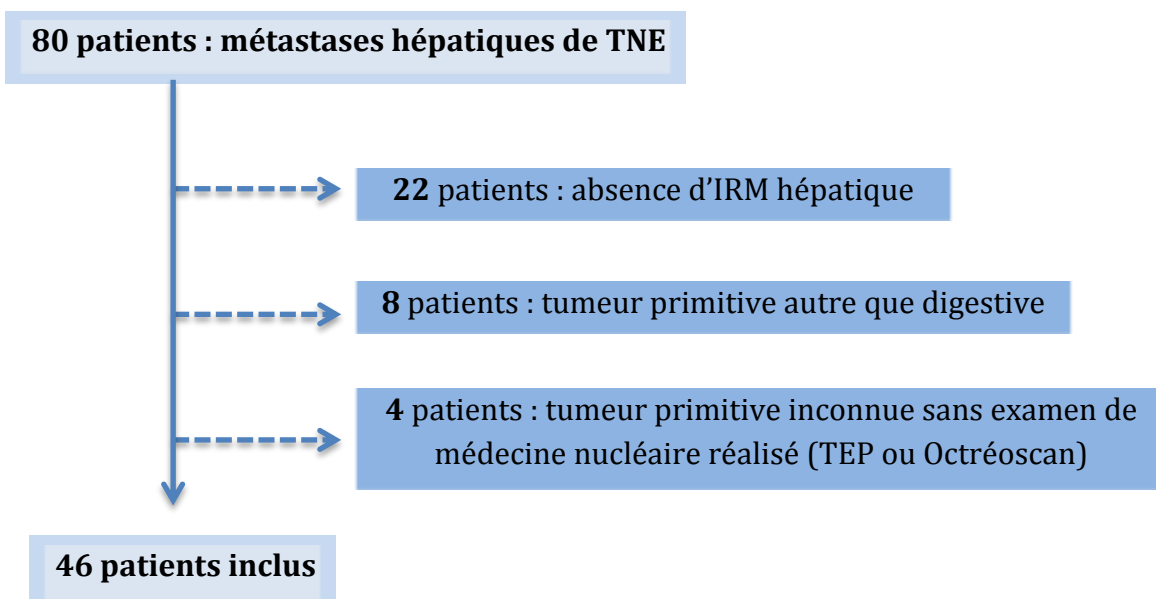 80 patients : métastases hépatiques de TNE
22 patients : absence d’IRM hépatique
8 patients : tumeur primitive autre que digestive
4 patients : tumeur primitive inconnue sans examen de
médecine nucléaire réalisé (TEP ou Octréoscan)
46 patients inclus